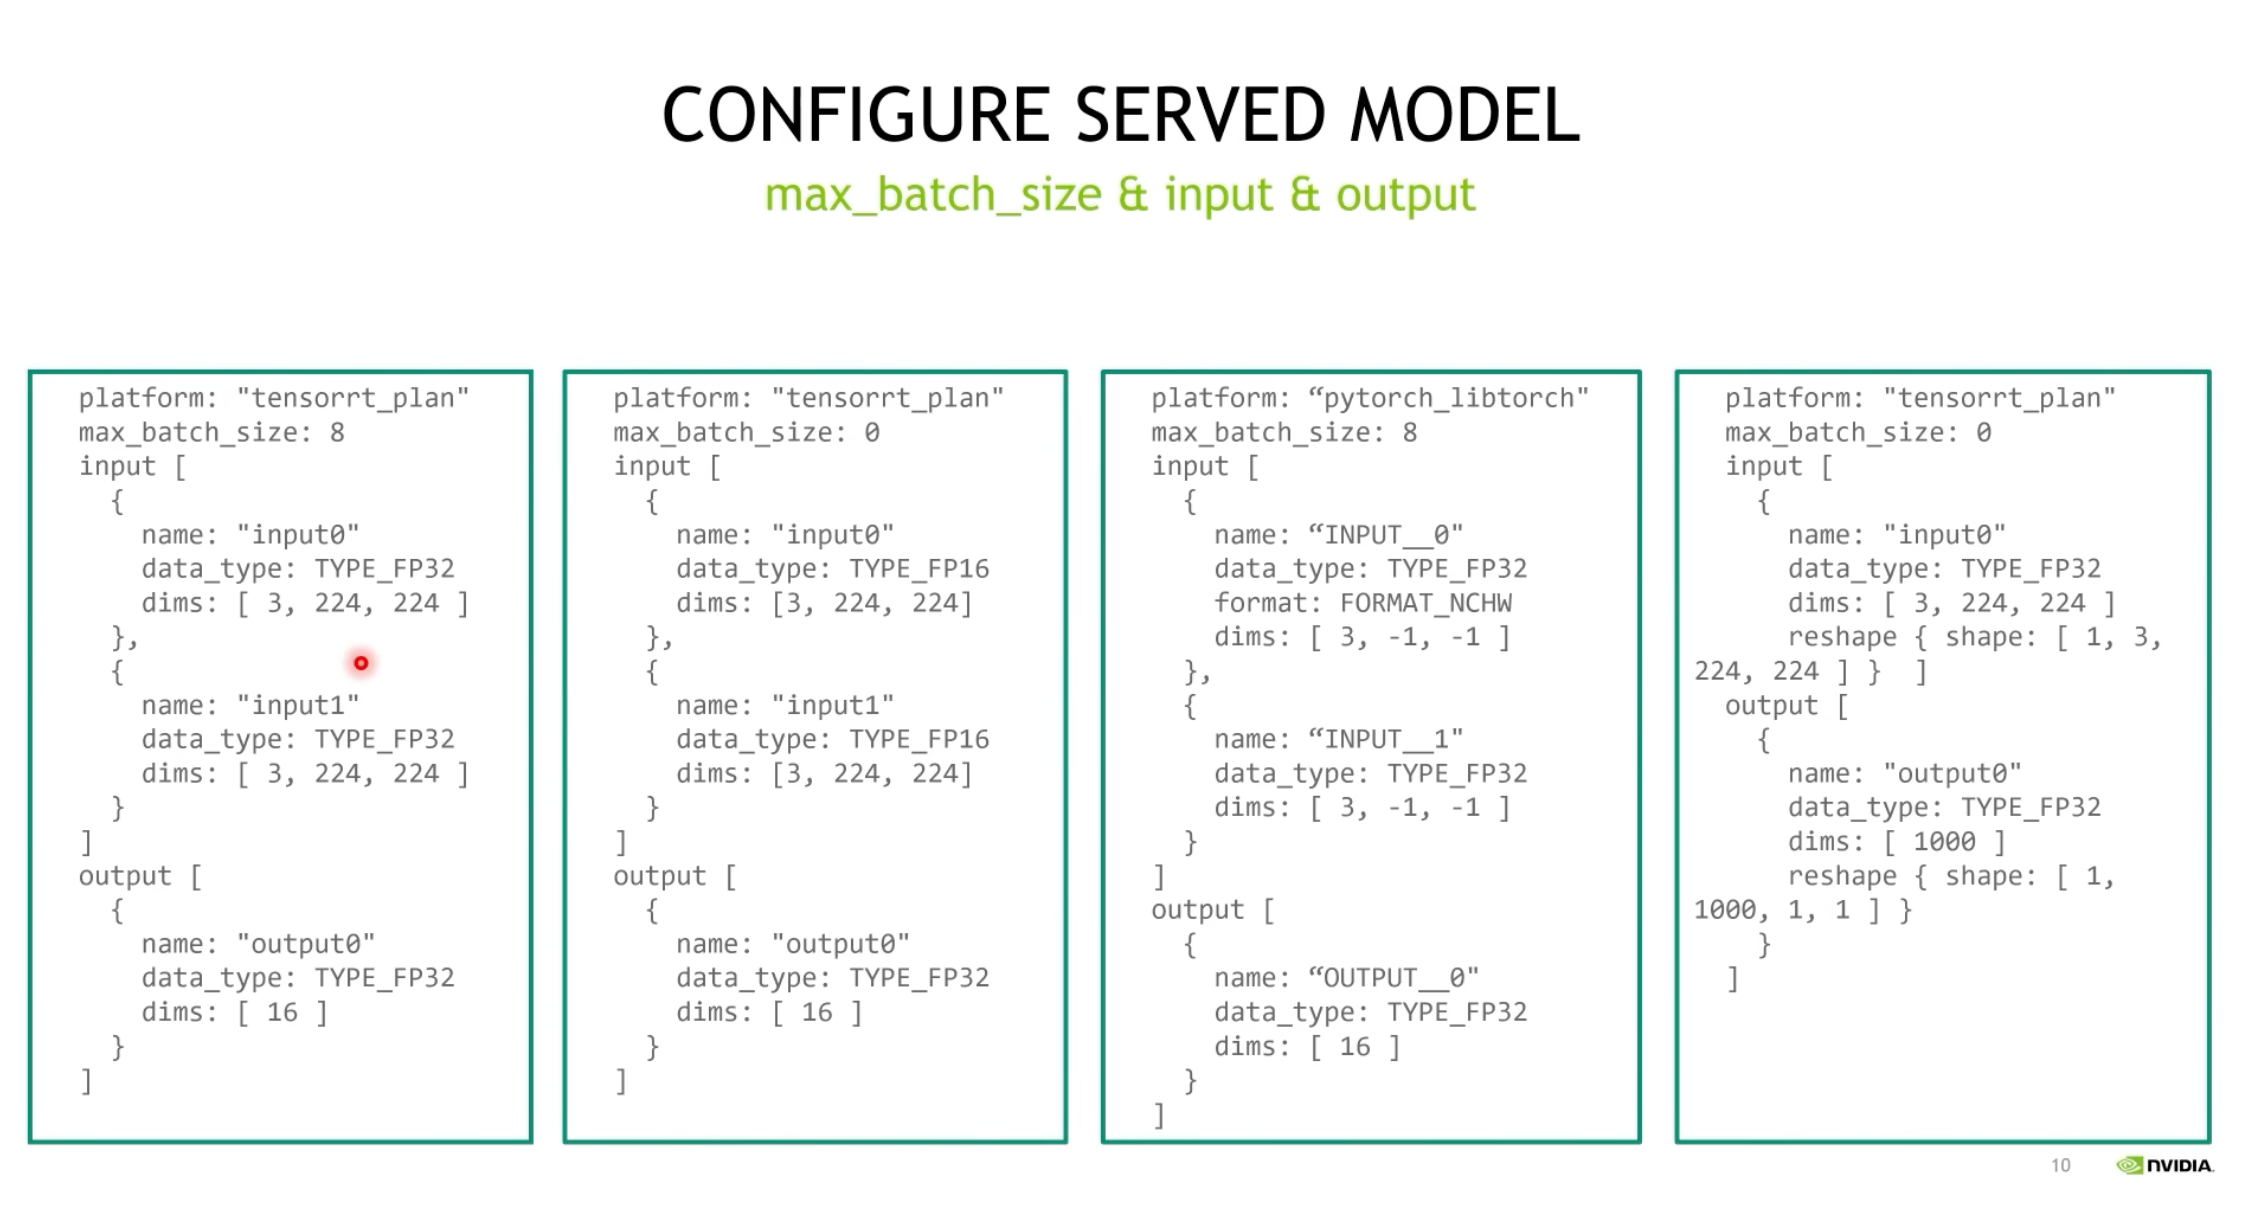 CONFIGURE SERVED MODEL
max_batch_size & input & output
platform: "tensorrt_plan"
max_batch_size: 8
input [
{
name: "input0"
data_type: TYPE_FP32
dims: [ 3, 224, 224 ]
},
{
name: "input1"
data_type: TYPE_FP32
dims: [ 3, 224, 224 ]
}
]
output [
{
name: "output0"
data_type: TYPE_FP32
dims: [ 16 ]
}
]
platform: "tensorrt_plan"
max_batch_size: 0
input [
{
name: "input0"
data_type: TYPE_FP16
dims: [3, 224, 224]
},
{
name: "input1"
data_type: TYPE_FP16
dims: [3, 224, 224]
}
]
output [
{
name: "output0"
data_type: TYPE_FP32
dims: [ 16 ]
}
]
platform: “pytorch_libtorch"
max_batch_size: 8
input [
{
name: “INPUT__0"
data_type: TYPE_FP32
format: FORMAT_NCHW
dims: [ 3, -1, -1 ]
},
{
name: “INPUT__1"
data_type: TYPE_FP32
dims: [ 3, -1, -1 ]
}
]
output [
{
name: “OUTPUT__0"
data_type: TYPE_FP32
dims: [ 16 ]
}
]
platform: "tensorrt_plan"
max_batch_size: 0
input [
{
name: "input0"
data_type: TYPE_FP32
dims: [ 3, 224, 224 ]
reshape { shape: [ 1, 3,
224, 224 ] }  ]
output [
{
name: "output0"
data_type: TYPE_FP32
dims: [ 1000 ]
reshape { shape: [ 1,
1000, 1, 1 ] }
}
]
10
NVIDIA.